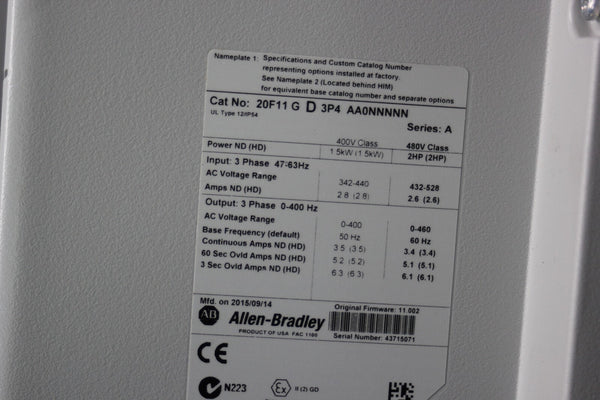 Nameplate 1: Specifications and Custom Catalog Number
representing options installed at factory.
See Nameplate 2 (Located behind HIM)
for equivalent base catalog number and separate options
Cat No: 20F11 G D 3P4 AA0NNNNN
UL Type 12/IP54
Series: A
400V Class 480V Class
Power ND (HD) 1.5kW (1.5kW) 2HP (2HP)
Input: 3 Phase 47-63Hz
AC Voltage Range 342-440 432-528
Amps ND (HD) 2.8 (2.8) 2.6 (2.6)
Output: 3 Phase 0-400 Hz
AC Voltage Range 0-400 0-460
Base Frequency (default) 50 Hz 60 Hz
Continuous Amps ND (HD) 3.5 (3.5) 3.4 (3.4)
60 Sec Ovld Amps ND (HD) 5.2 (5.2) 5.1 (5.1)
3 Sec Ovld Amps ND (HD) 6.3 (6.3) 6.1 (6.1)
Mfd. on 2015/09/14
Original Firmware: 11.002
AB Allen-Bradley
PRODUCT OF USA FAC 1100
Serial Number: 43715071
CE
N223
Ex II (2) GD